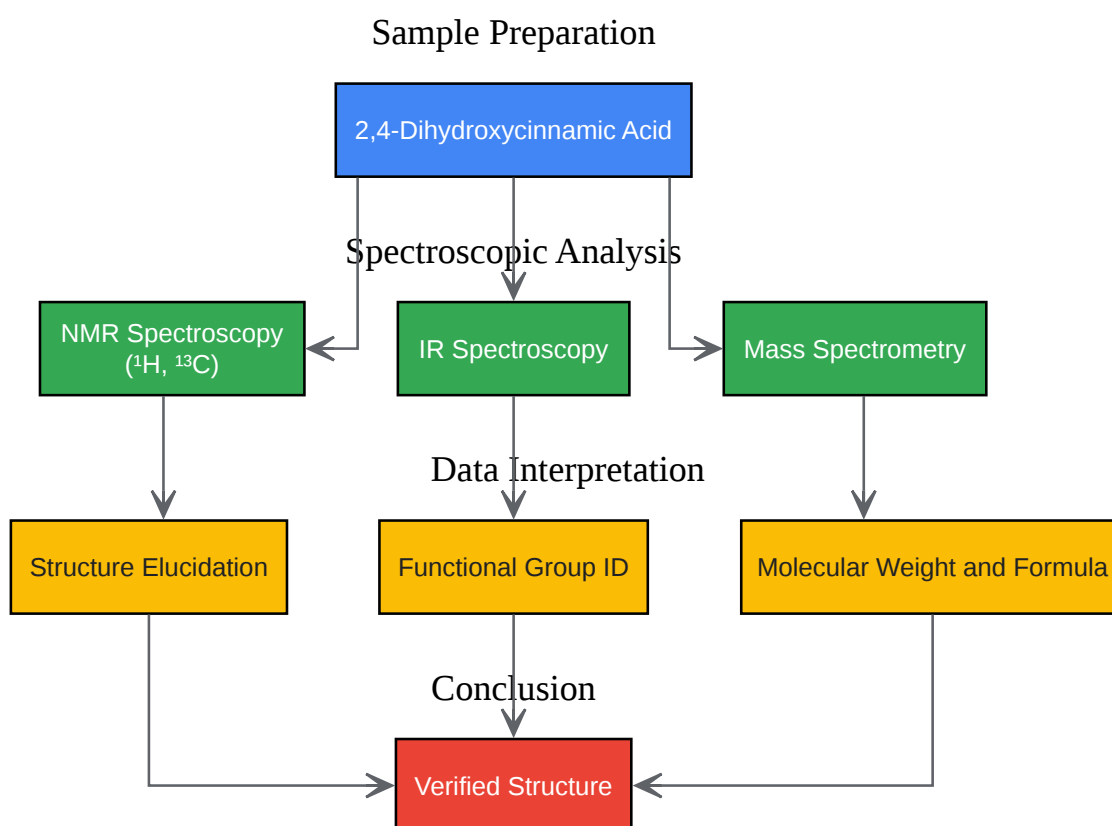 Sample Preparation
2,4-Dihydroxycinnamic Acid
Spectroscopic Analysis
NMR Spectroscopy
(¹H, ¹³C)
IR Spectroscopy
Mass Spectrometry
Data Interpretation
Structure Elucidation
Functional Group ID
Molecular Weight and Formula
Conclusion
Verified Structure